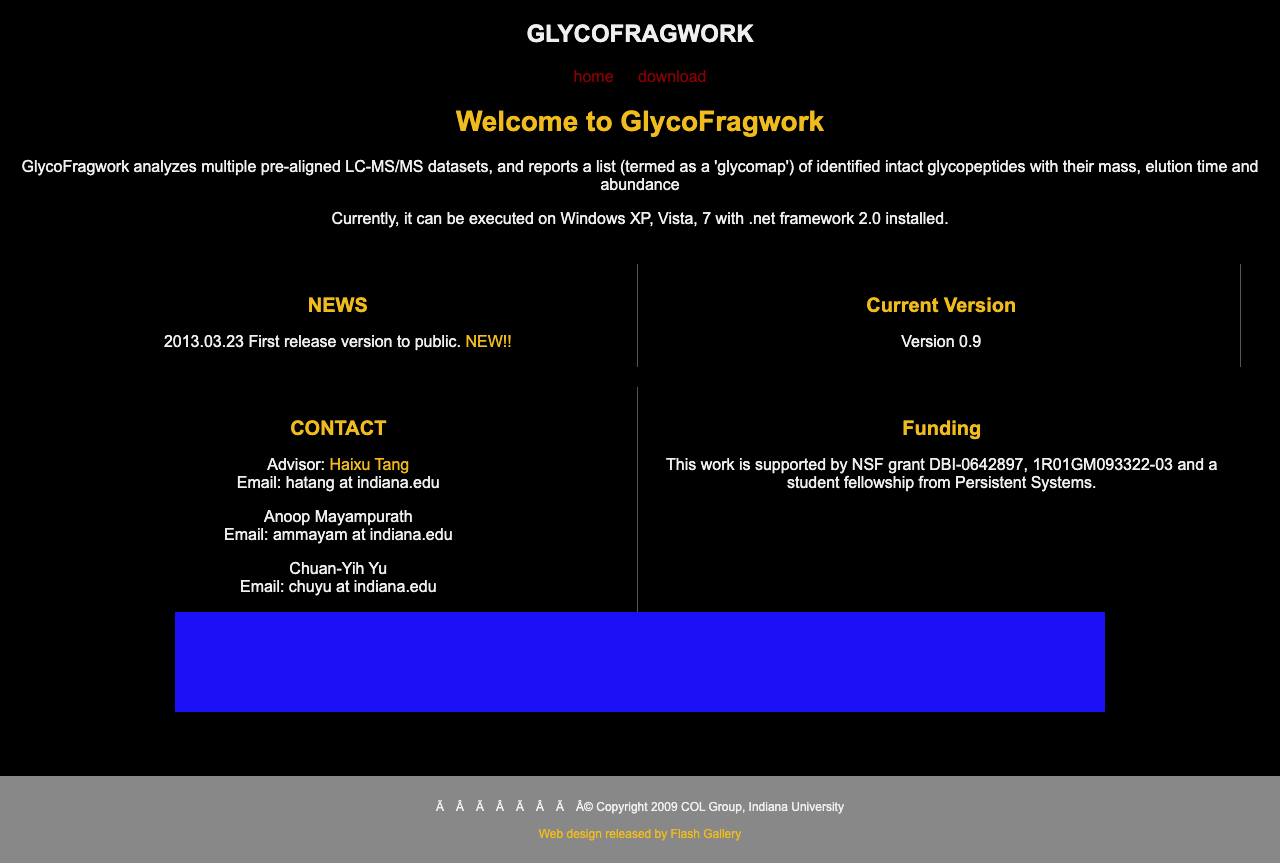 GLYCOFRAGWORK
home download
Welcome to GlycoFragwork
GlycoFragwork analyzes multiple pre-aligned LC-MS/MS datasets, and reports a list (termed as a 'glycomap') of identified intact glycopeptides with their mass, elution time and
abundance
Currently, it can be executed on Windows XP, Vista, 7 with .net framework 2.0 installed.
NEWS
2013.03.23 First release version to public. NEW!!
Current Version
Version 0.9
CONTACT
Advisor: Haixu Tang
Email: hatang at indiana.edu
Anoop Mayampurath
Email: ammayam at indiana.edu
Chuan-Yih Yu
Email: chuyu at indiana.edu
Funding
This work is supported by NSF grant DBI-0642897, 1R01GM093322-03 and a
student fellowship from Persistent Systems.
Ã Â Ã Â Ã Â Ã Â© Copyright 2009 COL Group, Indiana University
Web design released by Flash Gallery